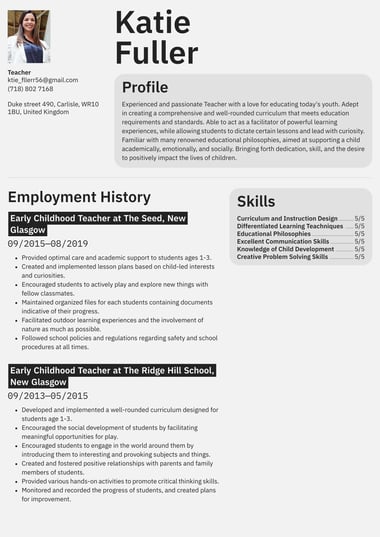 Katie
Fuller
Teacher
ktie_fllerr56@gmail.com
(718) 802 7168
Duke street 490, Carlisle, WR10
1BU, United Kingdom
Profile
Experienced and passionate Teacher with a love for educating today's youth. Adept
in creating a comprehensive and well-rounded curriculum that meets education
requirements and standards. Able to act as a facilitator of powerful learning
experiences, while allowing students to dictate certain lessons and lead with curiosity.
Familiar with many renowned educational philosophies, aimed at supporting a child
academically, emotionally, and socially. Bringing forth dedication, skill, and the desire
to positively impact the lives of children.
Employment History
Early Childhood Teacher at The Seed, New
Glasgow
09/2015—08/2019
• Provided optimal care and academic support to students ages 1-3.
• Created and implemented lesson plans based on child-led interests
and curiosities.
• Encouraged students to actively play and explore new things with
fellow classmates.
• Maintained organized files for each students containing documents
indicative of their progress.
• Facilitated outdoor learning experiences and the involvement of
nature as much as possible.
• Followed school policies and regulations regarding safety and school
procedures at all times.
Early Childhood Teacher at The Ridge Hill School,
New Glasgow
09/2013—05/2015
• Developed and implemented a well-rounded curriculum designed for
students age 1-3.
• Encouraged the social development of students by facilitating
meaningful opportunities for play.
• Encouraged students to engage in the world around them by
introducing them to interesting and provoking subjects and things.
• Created and fostered positive relationships with parents and family
members of students.
• Provided various hands-on activities to promote critical thinking skills.
• Monitored and recorded the progress of students, and created plans
for improvement.
Skills
Curriculum and Instruction Design 5/5
Differentiated Learning Teachniques 5/5
Educational Philosophies 5/5
Excellent Communication Skills 5/5
Knowledge of Child Development 5/5
Creative Problem Solving Skills 5/5